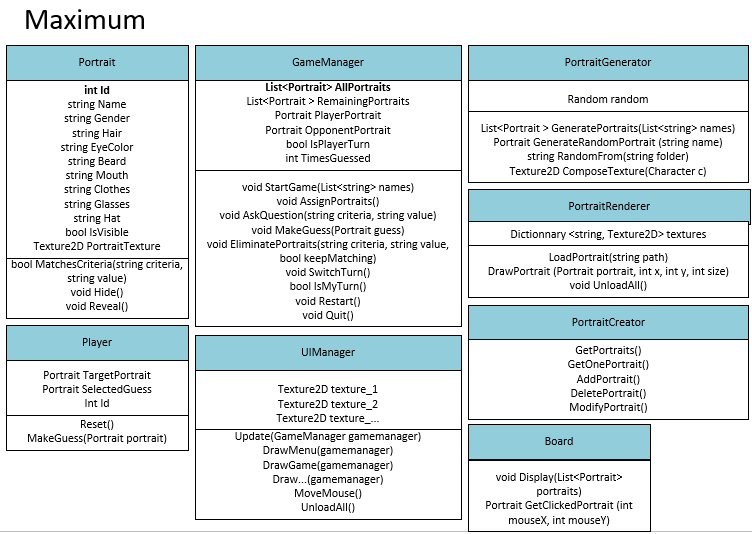 Maximum
Portrait
int Id
string Name
string Gender
string Hair
string EyeColor
string Beard
string Mouth
string Clothes
string Glasses
string Hat
bool IsVisible
Texture2D PortraitTexture
bool MatchesCriteria(string criteria,
string value)
void Hide()
void Reveal()
Player
Portrait TargetPortrait
Portrait SelectedGuess
Int Id
Reset()
MakeGuess(Portrait portrait)
GameManager
List<Portrait> AllPortraits
List<Portrait > RemainingPortraits
Portrait PlayerPortrait
Portrait OpponentPortrait
bool IsPlayerTurn
int TimesGuessed
void StartGame(List<string> names)
void AssignPortraits()
void AskQuestion(string criteria, string value)
void MakeGuess(Portrait guess)
void EliminatePortraits(string criteria, string value,
bool keepMatching)
void SwitchTurn()
bool IsMyTurn()
void Restart()
void Quit()
UIManager
Texture2D texture_1
Texture2D texture_2
Texture2D texture_...
Update(GameManager gamemanager)
DrawMenu(gamemanager)
DrawGame(gamemanager)
Draw...(gamemanager)
MoveMouse()
UnloadAll()
PortraitGenerator
Random random
List<Portrait > GeneratePortraits(List<string> names)
Portrait GenerateRandomPortrait (string name)
string RandomFrom(string folder)
Texture2D ComposeTexture(Character c)
PortraitRenderer
Dictionnary <string, Texture2D> textures
LoadPortrait(string path)
DrawPortrait (Portrait portrait, int x, int y, int size)
void UnloadAll()
PortraitCreator
GetPortraits()
GetOnePortrait()
AddPortrait()
DeletePortrait()
ModifyPortrait()
Board
void Display(List<Portrait>
portraits)
Portrait GetClickedPortrait (int
mouseX, int mouseY)